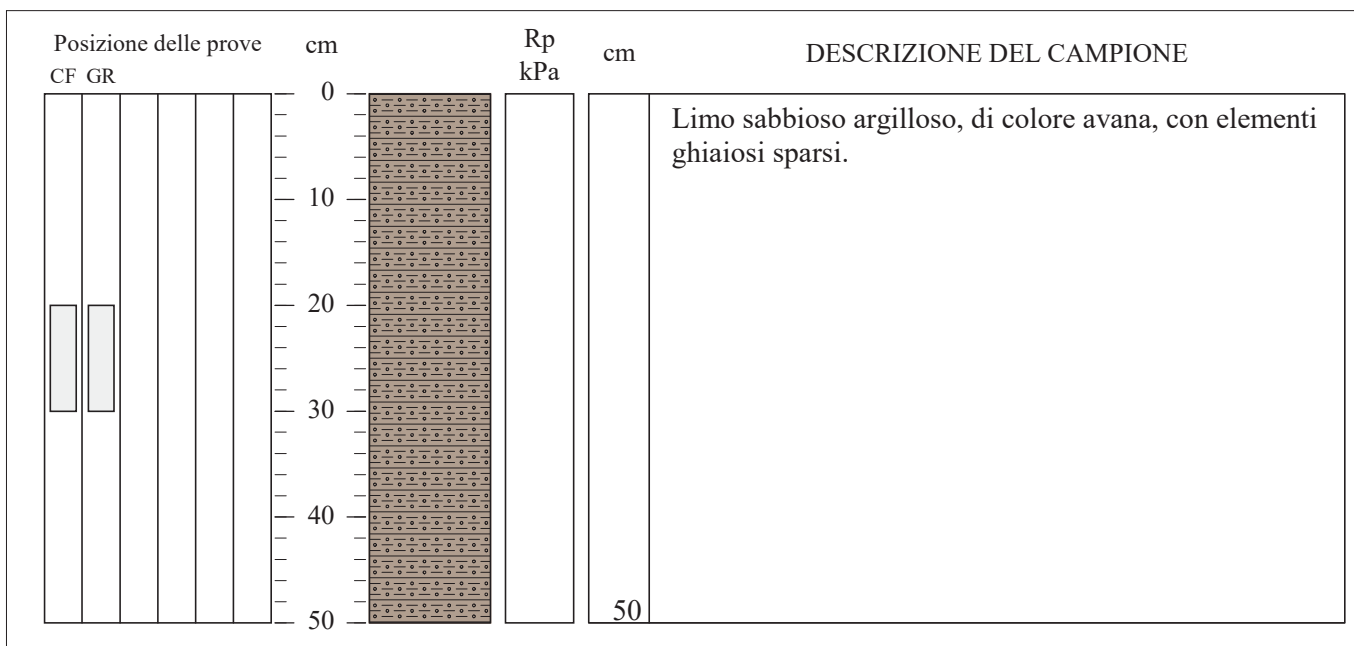 Posizione delle prove
CF GR
cm
Rp
kPa
cm
DESCRIZIONE DEL CAMPIONE
0
10
20
30
40
50
50
Limo sabbioso argilloso, di colore avana, con elementi
ghiaiosi sparsi.